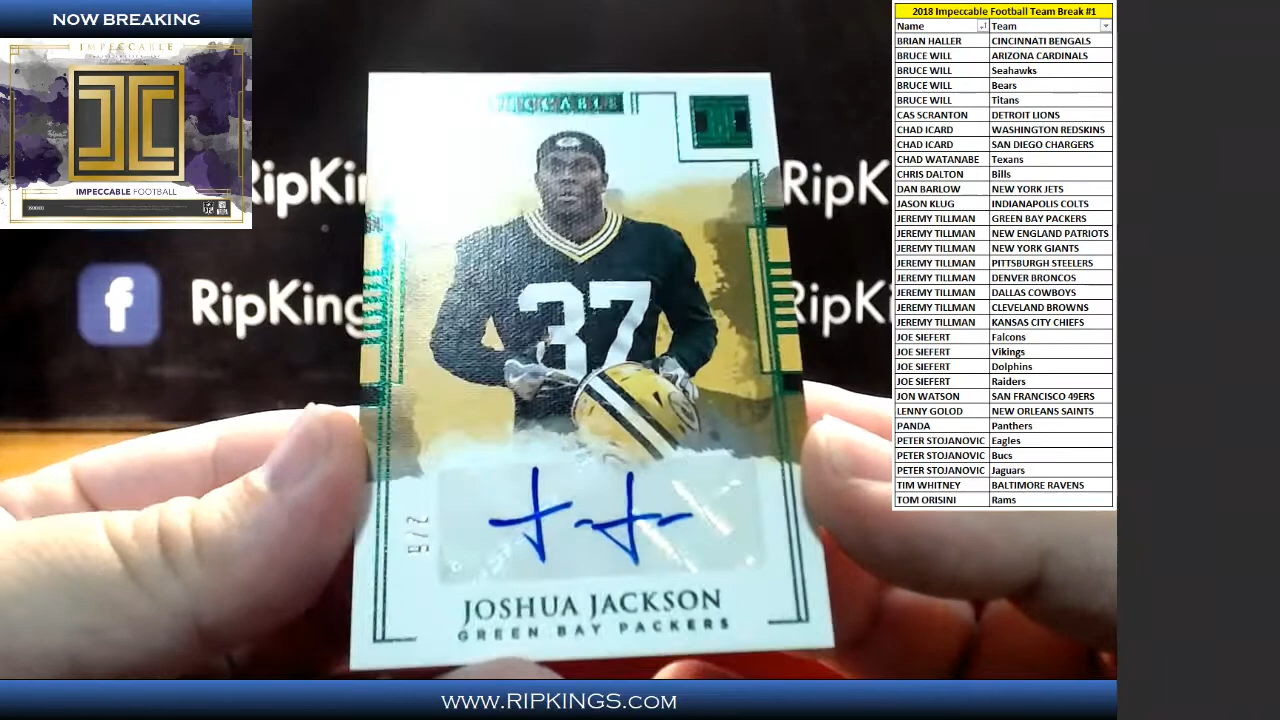 NOW BREAKING
IMPECCABLE
IMPECCABLE FOOTBALL
RipKin
RipKi
f RipKing
ipKin
37
JOSHUA JACKSON
GREEN BAY PACKERS
2018 Impeccable Football Team Break #1
Name Team
BRIAN HALLER CINCINNATI BENGALS
BRUCE WILL ARIZONA CARDINALS
BRUCE WILL Seahawks
BRUCE WILL Bears
BRUCE WILL Titans
CAS SCRANTON DETROIT LIONS
CHAD ICARD WASHINGTON REDSKINS
CHAD ICARD SAN DIEGO CHARGERS
CHAD WATANABE Texans
CHRIS DALTON Bills
DAN BARLOW NEW YORK JETS
JASON KLUG INDIANAPOLIS COLTS
JEREMY TILLMAN GREEN BAY PACKERS
JEREMY TILLMAN NEW ENGLAND PATRIOTS
JEREMY TILLMAN NEW YORK GIANTS
JEREMY TILLMAN PITTSBURGH STEELERS
JEREMY TILLMAN DENVER BRONCOS
JEREMY TILLMAN DALLAS COWBOYS
JEREMY TILLMAN CLEVELAND BROWNS
JEREMY TILLMAN KANSAS CITY CHIEFS
JOE SIEFERT Falcons
JOE SIEFERT Vikings
JOE SIEFERT Dolphins
JOE SIEFERT Raiders
JON WATSON SAN FRANCISCO 49ERS
LENNY GOLOD NEW ORLEANS SAINTS
PANDA Panthers
PETER STOJANOVIC Eagles
PETER STOJANOVIC Bucs
PETER STOJANOVIC Jaguars
TIM WHITNEY BALTIMORE RAVENS
TOM ORISINI Rams
WWW.RIPKINGS.COM